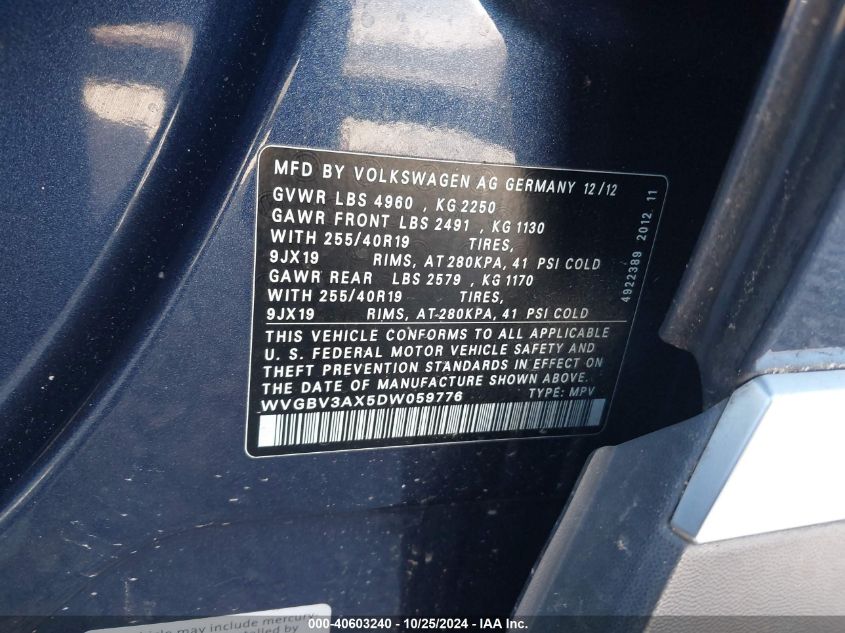 MFD BY VOLKSWAGEN AG GERMANY 12/12
GVWR LBS 4960 , KG 2250
GAWR FRONT LBS 2491 , KG 1130
WITH 255/40R19 TIRES,
9JX19 RIMS, AT 280KPA, 41 PSI COLD
GAWR REAR LBS 2579 , KG 1170
WITH 255/40R19 TIRES,
9JX19 RIMS, AT 280KPA, 41 PSI COLD
THIS VEHICLE CONFORMS TO ALL APPLICABLE
U. S. FEDERAL MOTOR VEHICLE SAFETY AND
THEFT PREVENTION STANDARDS IN EFFECT ON
THE DATE OF MANUFACTURE SHOWN ABOVE.
WVGBV3AX5DW059776 TYPE: MPV
4922389 2012 11
may include mercury
000-40603240 - 10/25/2024 - IAA Inc.